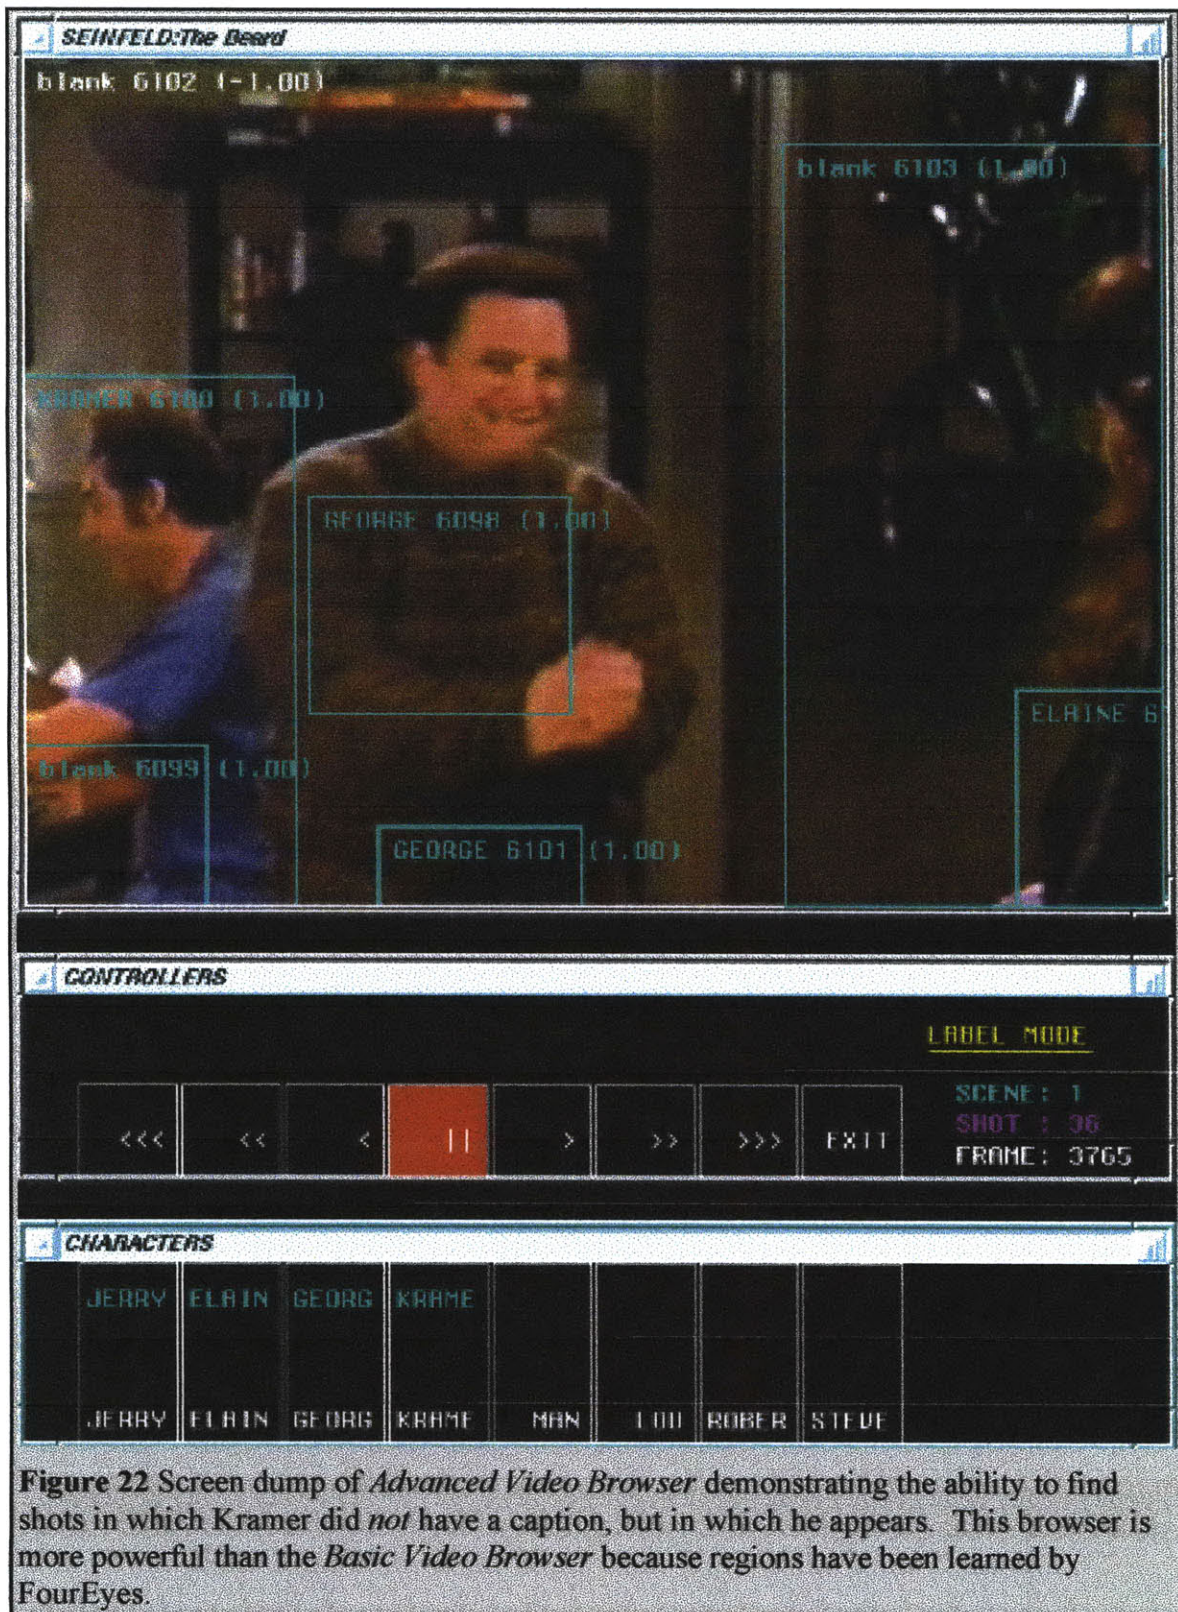 SEINFELD:The Beard
blank 6102 (-1.00)
blank 6103 (1.00)
KRAMER 6100 (1.00)
GEORGE 6098 (1.00)
ELAINE 6
blank 6099 (1.00)
GEORGE 6101 (1.00)
CONTROLLERS
LABEL MODE
<<< << < || > >> >>> EXIT
SCENE: 1
SHOT : 36
FRAME: 3765
CHARACTERS
JERRY ELAIN GEORG KRAME
JERRY ELAIN GEORG KRAME MAN LOU ROBER STEVE
Figure 22 Screen dump of Advanced Video Browser demonstrating the ability to find
shots in which Kramer did not have a caption, but in which he appears. This browser is
more powerful than the Basic Video Browser because regions have been learned by
FourEyes.